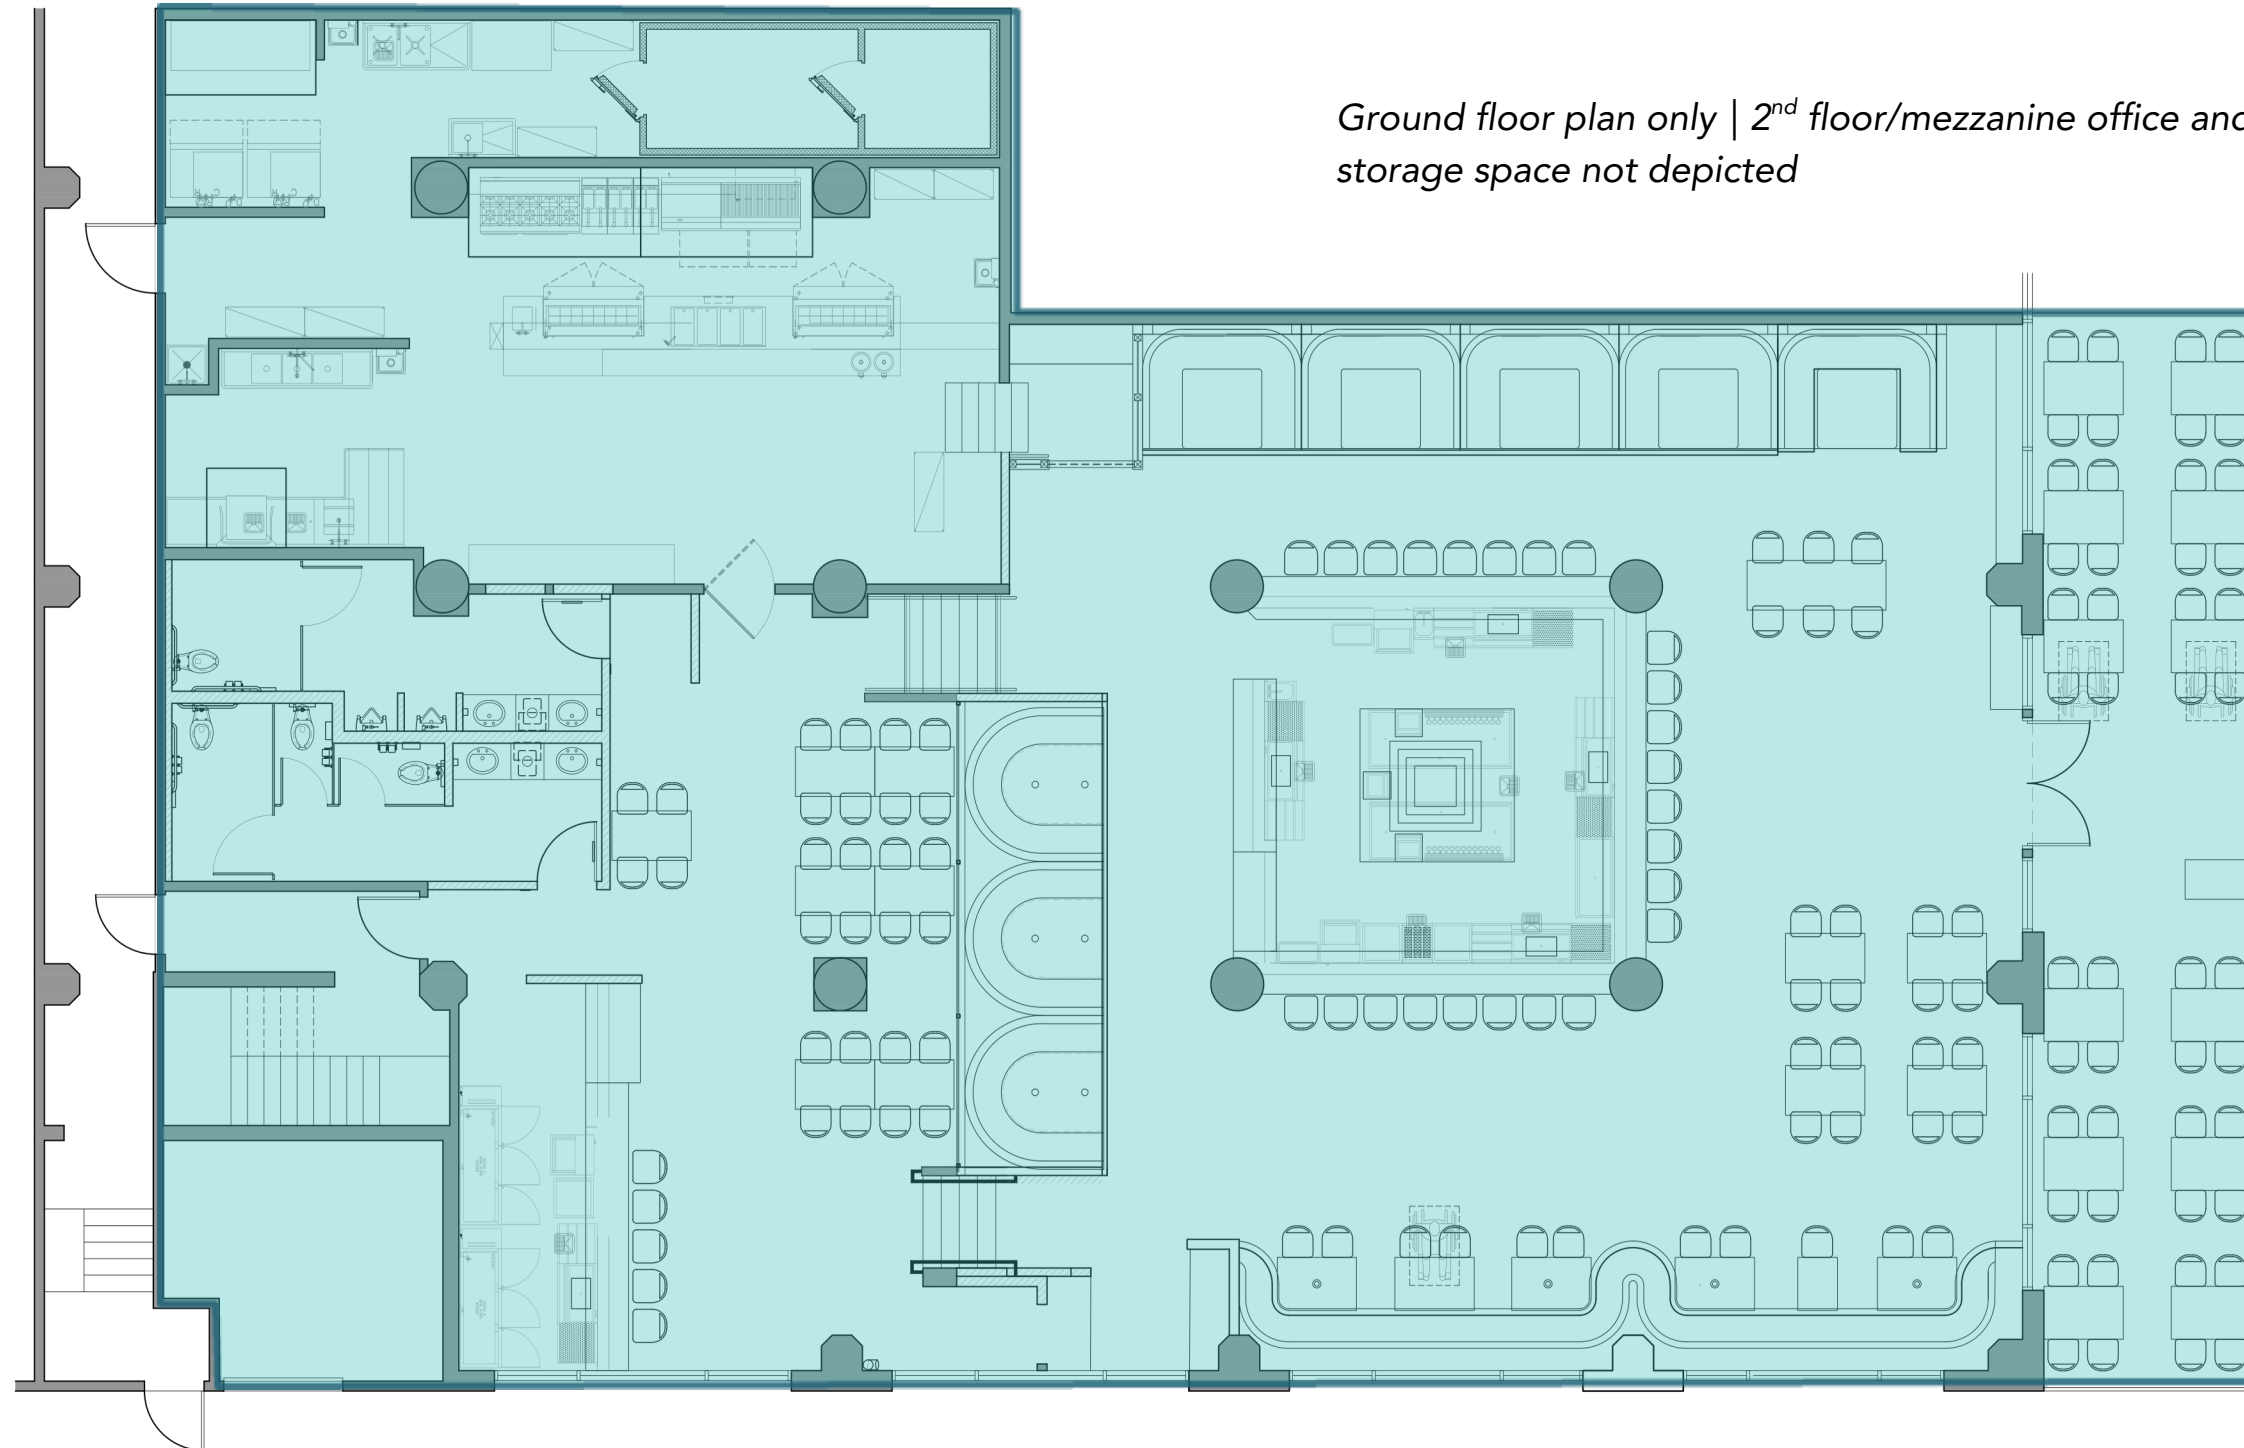 Ground floor plan only | 2nd floor/mezzanine office and
storage space not depicted